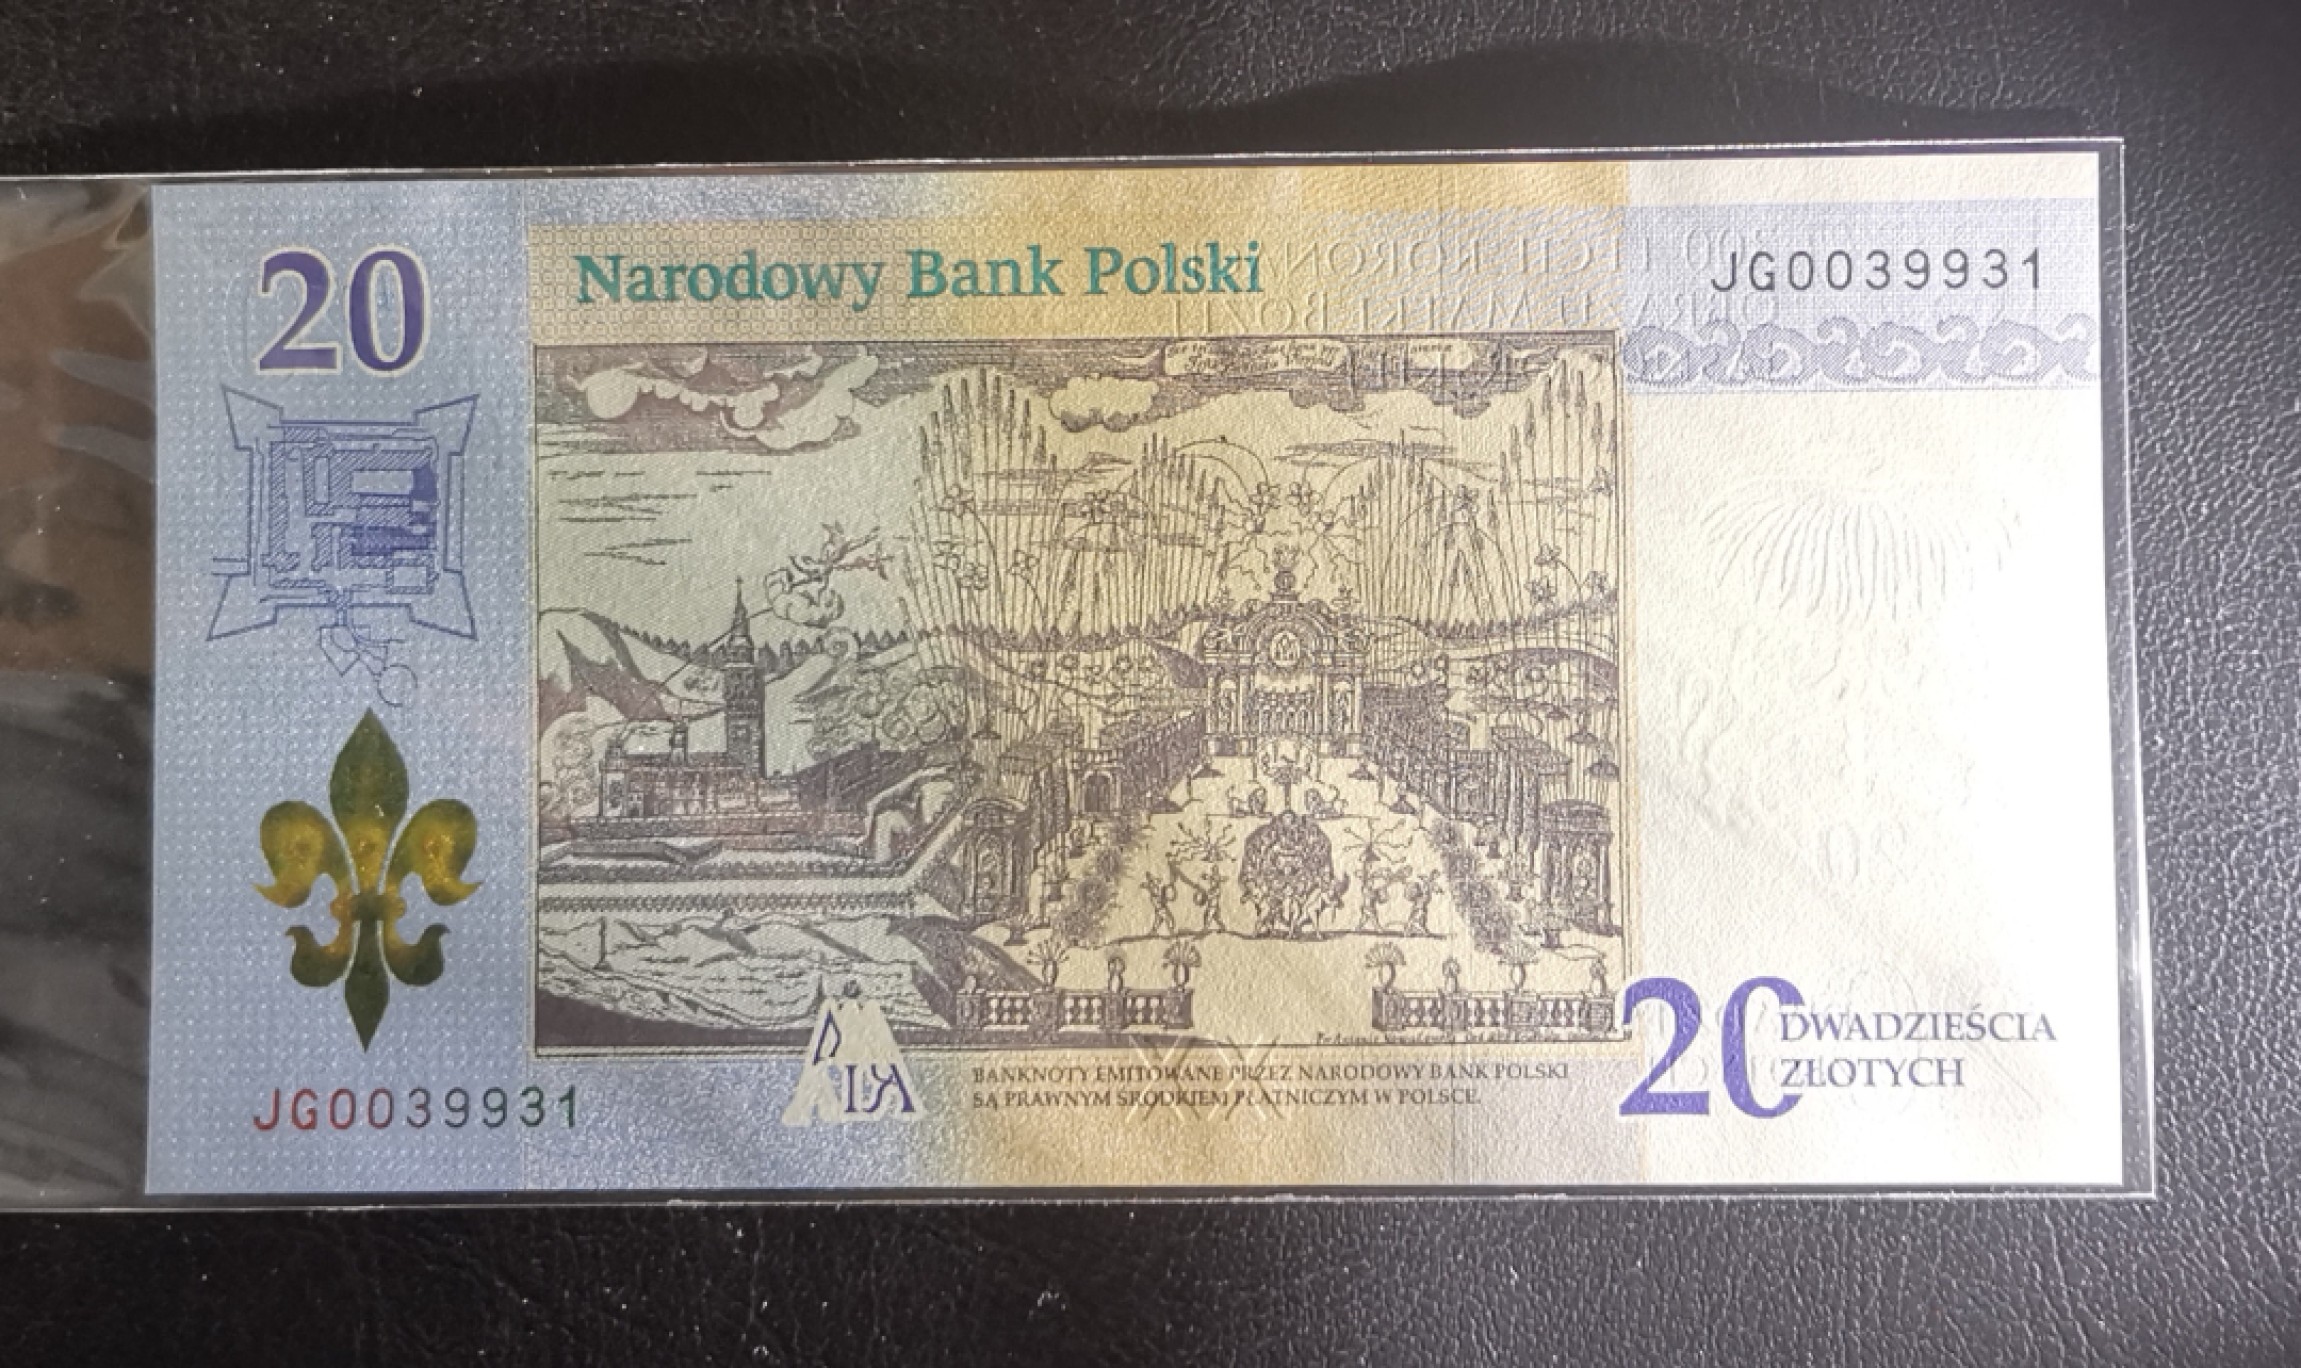 20
Narodowy Bank Polski
JG0039931
JG0039931
BANKNOTY EMITOWANE PRZEZ NARODOWY BANK POLSKI
SĄ PRAWNYM ŚRODKIEM PŁATNICZYM W POLSCE.
20 DWADZIEŚCIA
ZŁOTYCH